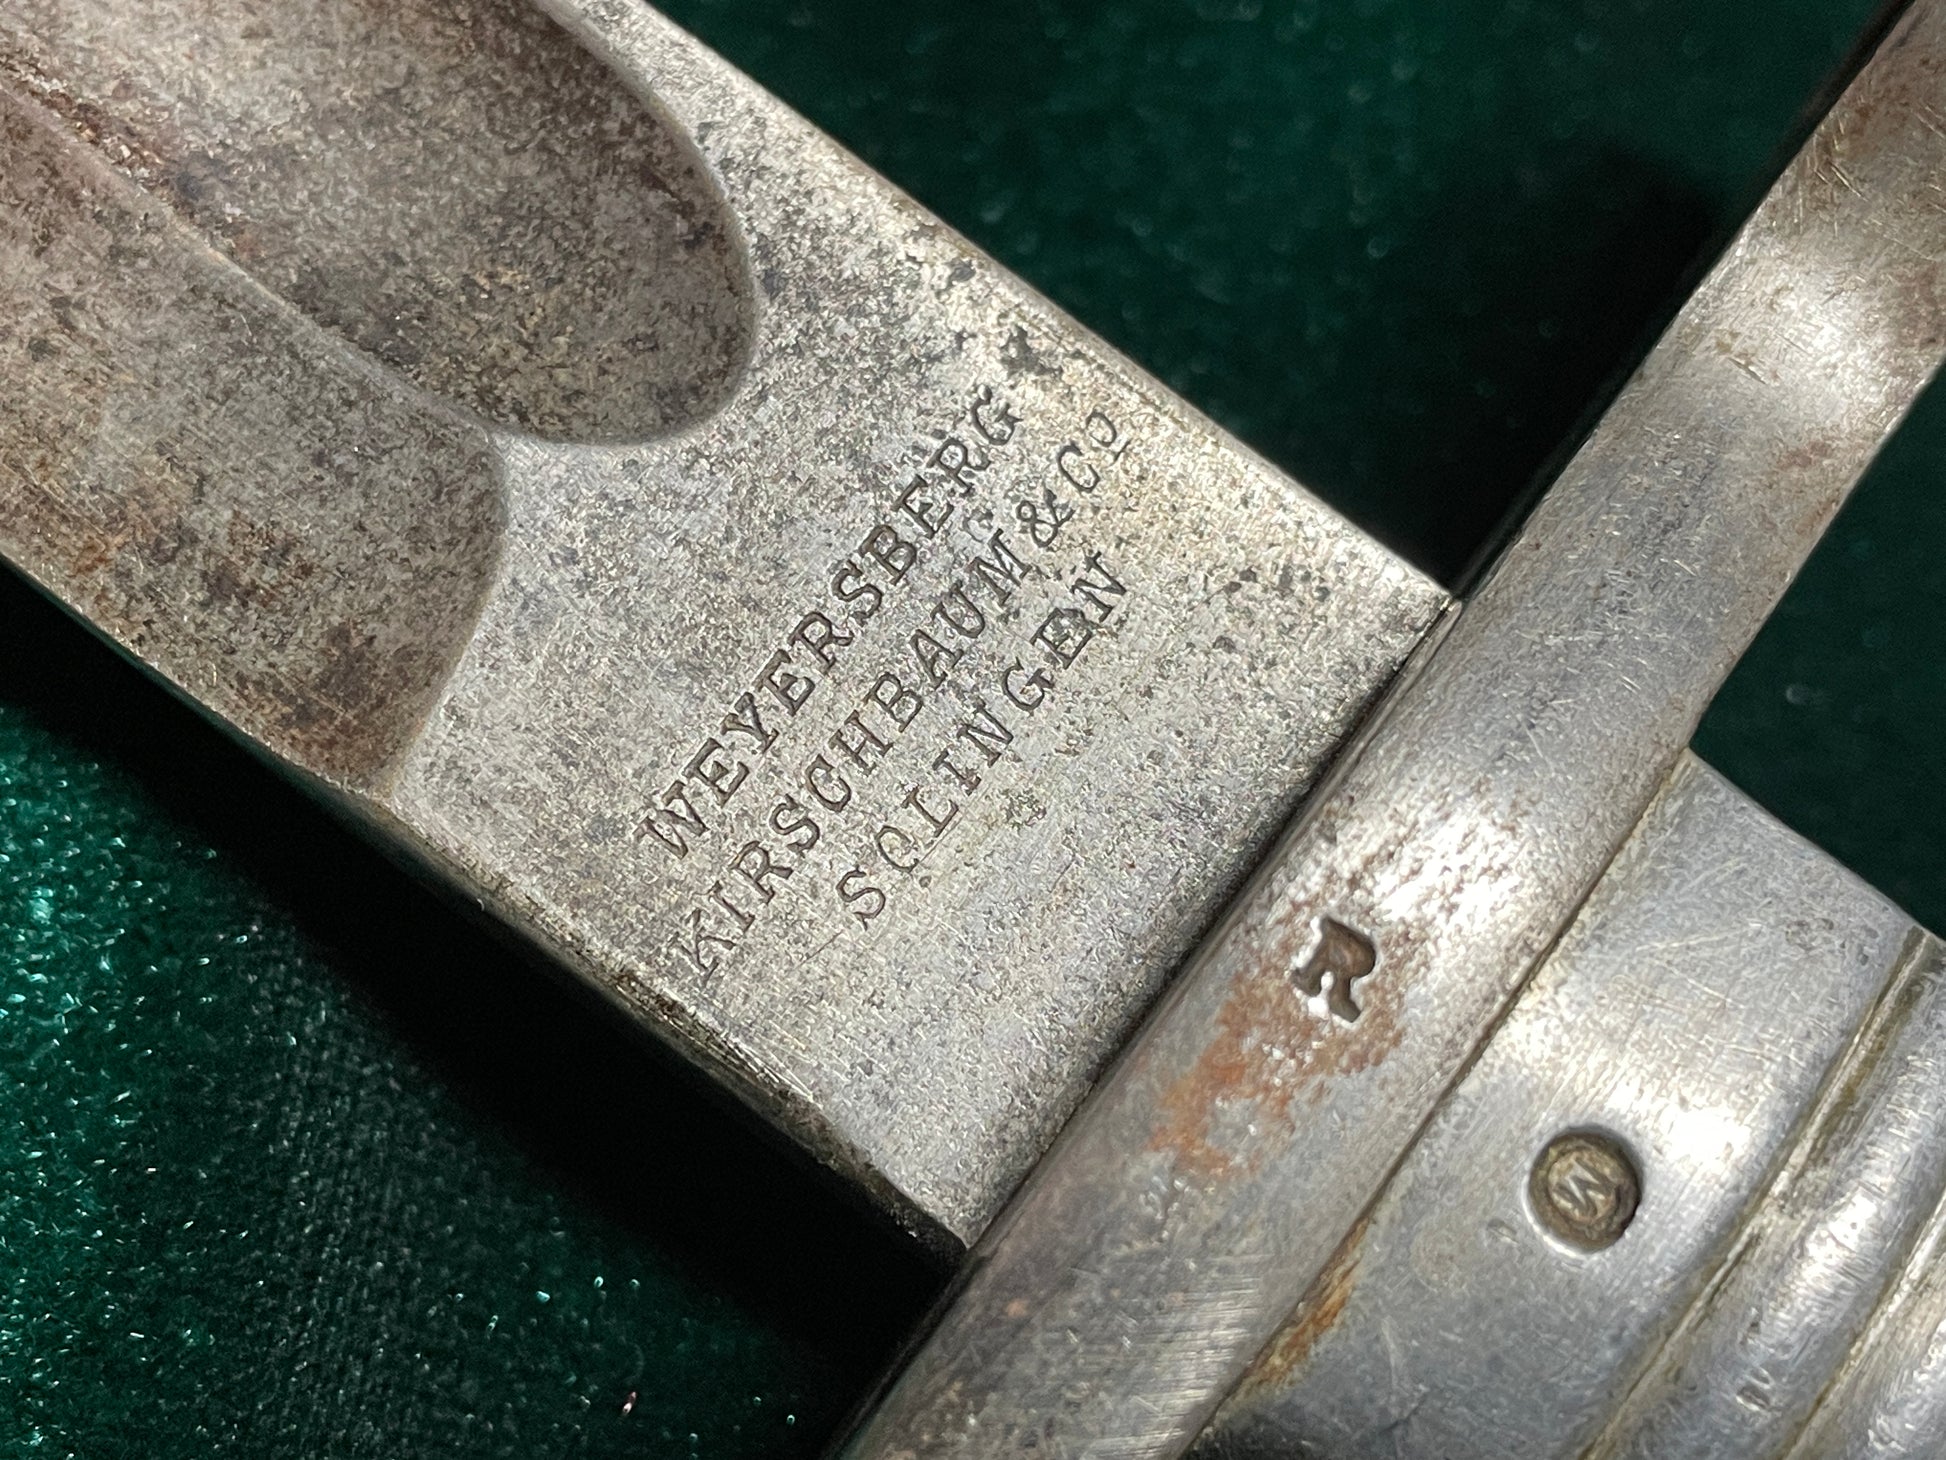 WEYERSBERG
KIRSCHBAUM & Co
SOLINGEN
R
M